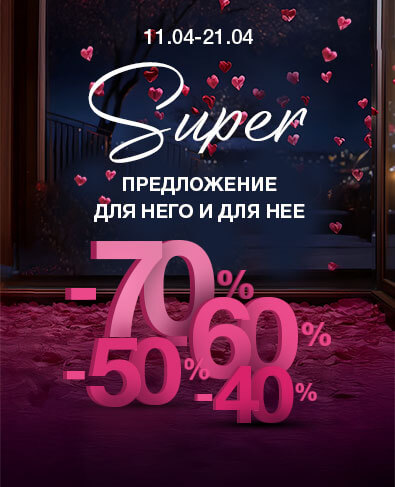 11.04-21.04
Super
ПРЕДЛОЖЕНИЕ
ДЛЯ НЕГО И ДЛЯ НЕЕ
-70%
60%
-50%
-40%